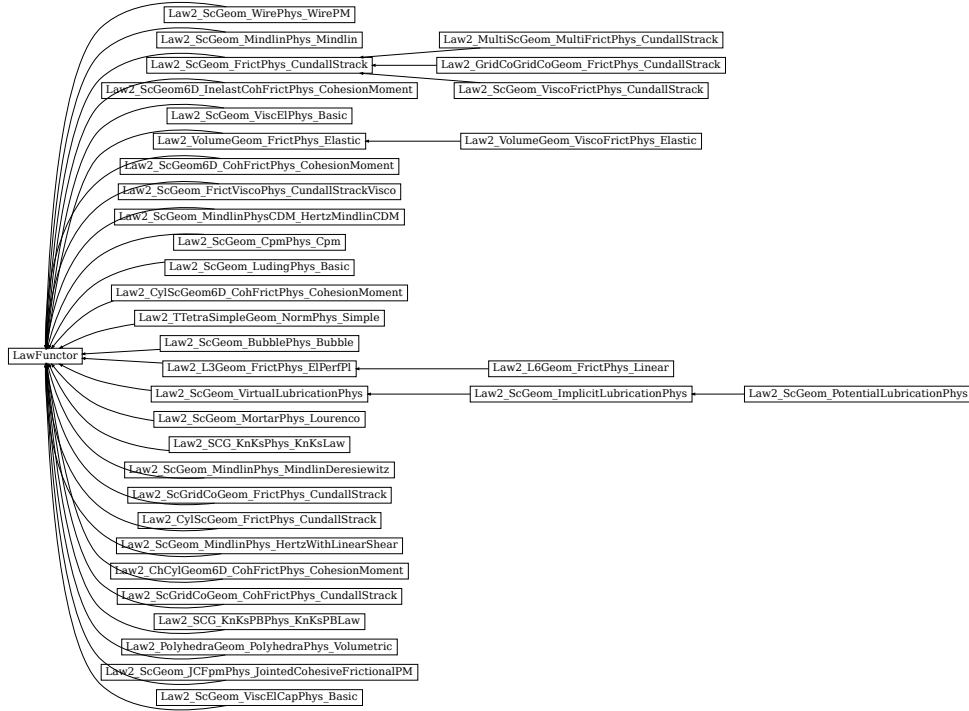 Law2_ScGeom_WirePhys_WirePM
Law2_ScGeom_MindlinPhys_Mindlin
Law2_MultiScGeom_MultiFrictPhys_CundallStrack
Law2_ScGeom_FrictPhys_CundallStrack
Law2_GridCoGridCoGeom_FrictPhys_CundallStrack
Law2_ScGeom6D_InelastCohFrictPhys_CohesionMoment
Law2_ScGeom_ViscoFrictPhys_CundallStrack
Law2_ScGeom_ViscElPhys_Basic
Law2_VolumeGeom_FrictPhys_Elastic
Law2_VolumeGeom_ViscoFrictPhys_Elastic
Law2_ScGeom6D_CohFrictPhys_CohesionMoment
Law2_ScGeom_FrictViscoPhys_CundallStrackVisco
Law2_ScGeom_MindlinPhysCDM_HertzMindlinCDM
Law2_ScGeom_CpmPhys_Cpm
Law2_ScGeom_LudingPhys_Basic
Law2_CylScGeom6D_CohFrictPhys_CohesionMoment
Law2_TTetraSimpleGeom_NormPhys_Simple
Law2_ScGeom_BubblePhys_Bubble
LawFunctor
Law2_L3Geom_FrictPhys_ElPerfPl
Law2_L6Geom_FrictPhys_Linear
Law2_ScGeom_VirtualLubricationPhys
Law2_ScGeom_ImplicitLubricationPhys
Law2_ScGeom_PotentialLubricationPhys
Law2_ScGeom_MortarPhys_Lourenco
Law2_SCG_KnKsPhys_KnKsLaw
Law2_ScGeom_MindlinPhys_MindlinDeresiewitz
Law2_ScGridCoGeom_FrictPhys_CundallStrack
Law2_CylScGeom_FrictPhys_CundallStrack
Law2_ScGeom_MindlinPhys_HertzWithLinearShear
Law2_ChCylGeom6D_CohFrictPhys_CohesionMoment
Law2_ScGridCoGeom_CohFrictPhys_CundallStrack
Law2_SCG_KnKsPBPhys_KnKsPBLaw
Law2_PolyhedraGeom_PolyhedraPhys_Volumetric
Law2_ScGeom_JCFpmPhys_JointedCohesiveFrictionalPM
Law2_ScGeom_ViscElCapPhys_Basic